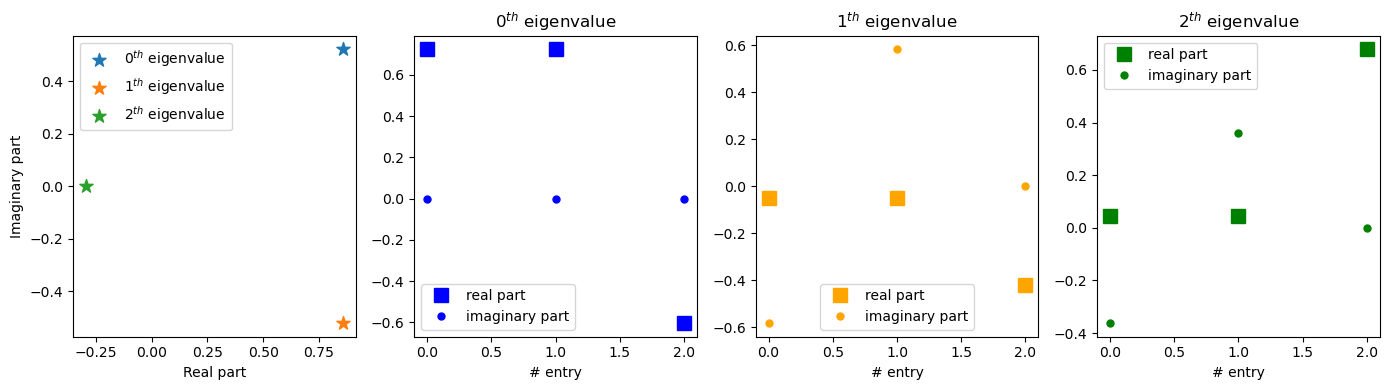 0th eigenvalue
1th eigenvalue
2th eigenvalue
0.4
0.2
0.0
−0.2
−0.4
−0.25
0.00
0.25
0.50
0.75
Real part
Imaginary part
0th eigenvalue
0.6
0.4
0.2
0.0
−0.2
−0.4
−0.6
real part
imaginary part
0.0
0.5
1.0
1.5
2.0
# entry
1th eigenvalue
0.6
0.4
0.2
0.0
−0.2
−0.4
−0.6
real part
imaginary part
0.0
0.5
1.0
1.5
2.0
# entry
2th eigenvalue
real part
imaginary part
0.6
0.4
0.2
0.0
−0.2
−0.4
0.0
0.5
1.0
1.5
2.0
# entry